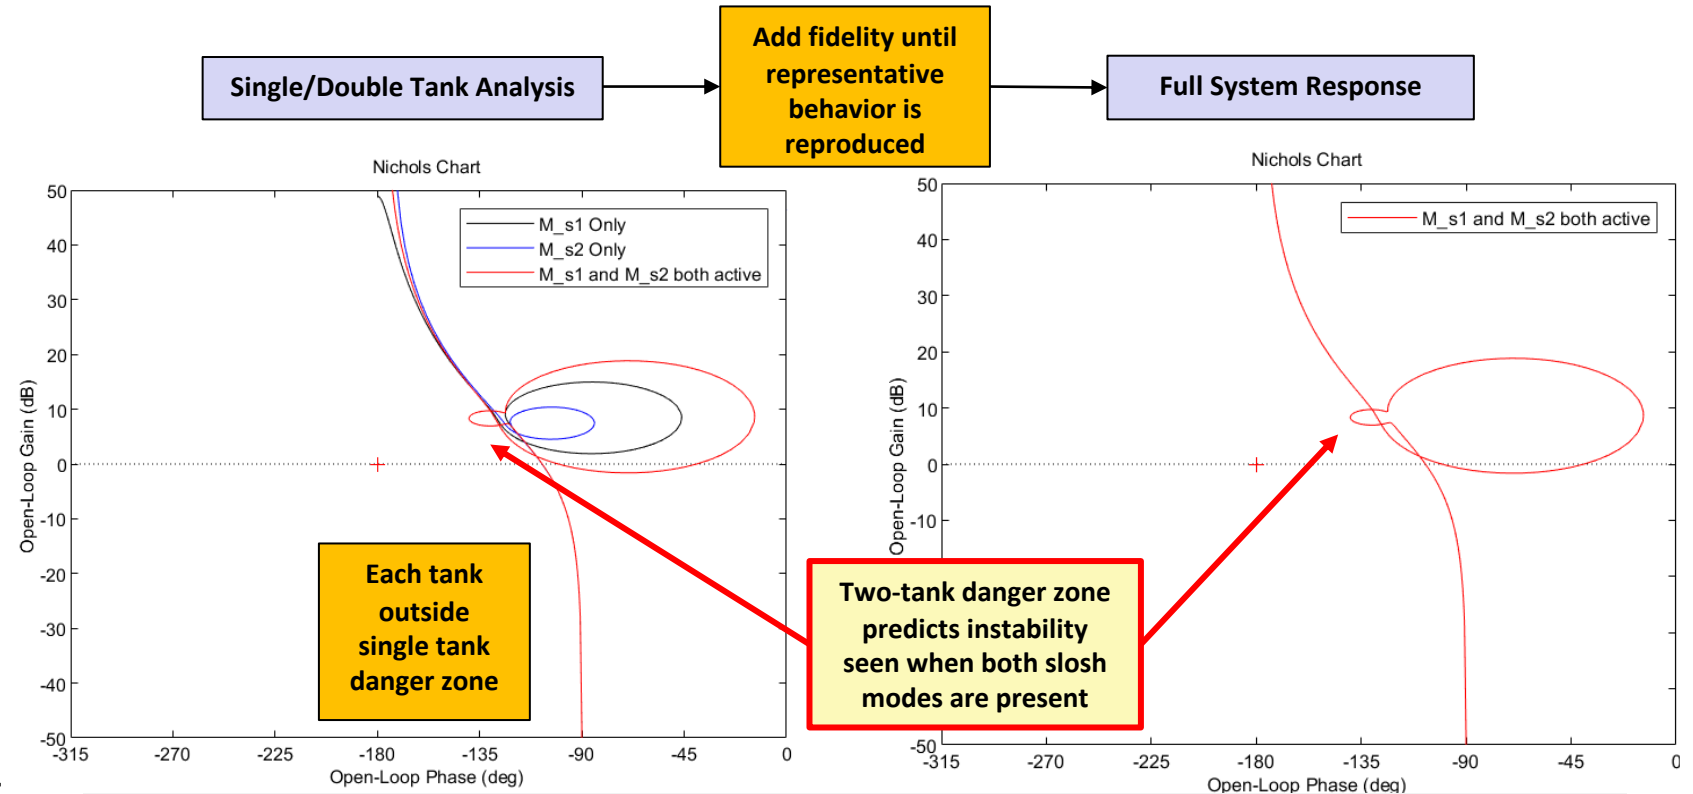 Single/Double Tank Analysis
Add fidelity until
representative
behavior is
reproduced
Full System Response
Nichols Chart
50
40
30
20
10
0
-10
-20
-30
-40
-50
Open-Loop Gain (dB)
M_s1 Only
M_s2 Only
M_s1 and M_s2 both active
Each tank
outside
single tank
danger zone
-315
-270
-225
-180
-135
-90
-45
0
Open-Loop Phase (deg)
Two-tank danger zone
predicts instability
seen when both slosh
modes are present
Nichols Chart
50
40
30
20
10
0
-10
-50
Open-Loop Gain (dB)
M_s1 and M_s2 both active
-315
-270
-225
-180
-135
-90
-45
0
Open-Loop Phase (deg)